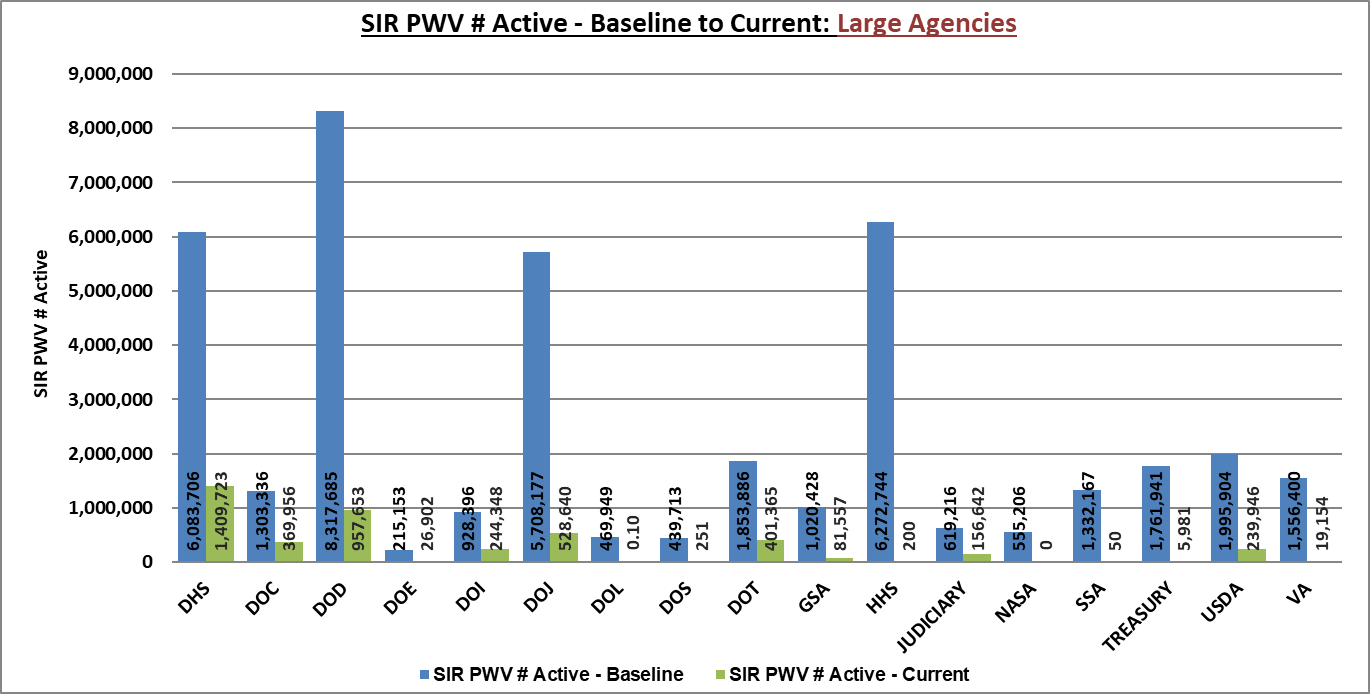 SIR PWV # Active - Baseline to Current: Large Agencies
SIR PWV # Active
9,000,000
8,000,000
7,000,000
6,000,000
5,000,000
4,000,000
3,000,000
2,000,000
1,000,000
0
6,083,706
1,409,723
1,303,336
369,956
8,317,685
957,653
215,153
26,902
928,396
244,348
5,708,177
528,640
469,949
0.10
439,713
251
1,853,886
401,365
1,020,428
81,557
6,272,744
200
619,216
156,642
555,206
0
1,332,167
50
1,761,941
5,981
1,995,904
239,946
1,556,400
19,154
DHS
DOC
DOD
DOE
DOI
DOJ
DOL
DOS
DOT
GSA
HHS
JUDICIARY
NASA
SSA
TREASURY
USDA
VA
SIR PWV # Active - Baseline
SIR PWV # Active - Current